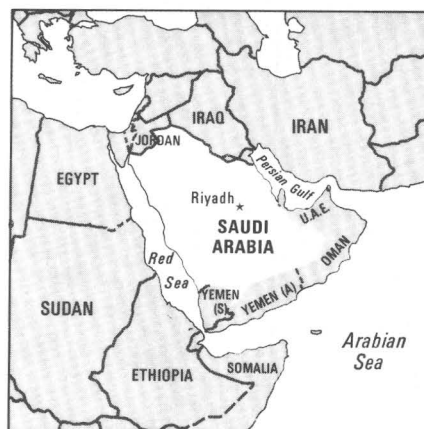 IRAQ
IRAN
JORDAN
EGYPT
Persian Gulf
Riyadh
U.A.E.
SAUDI
ARABIA
OMAN
Red
Sea
YEMEN
(S)
YEMEN (A)
SUDAN
Arabian
Sea
ETHIOPIA
SOMALIA